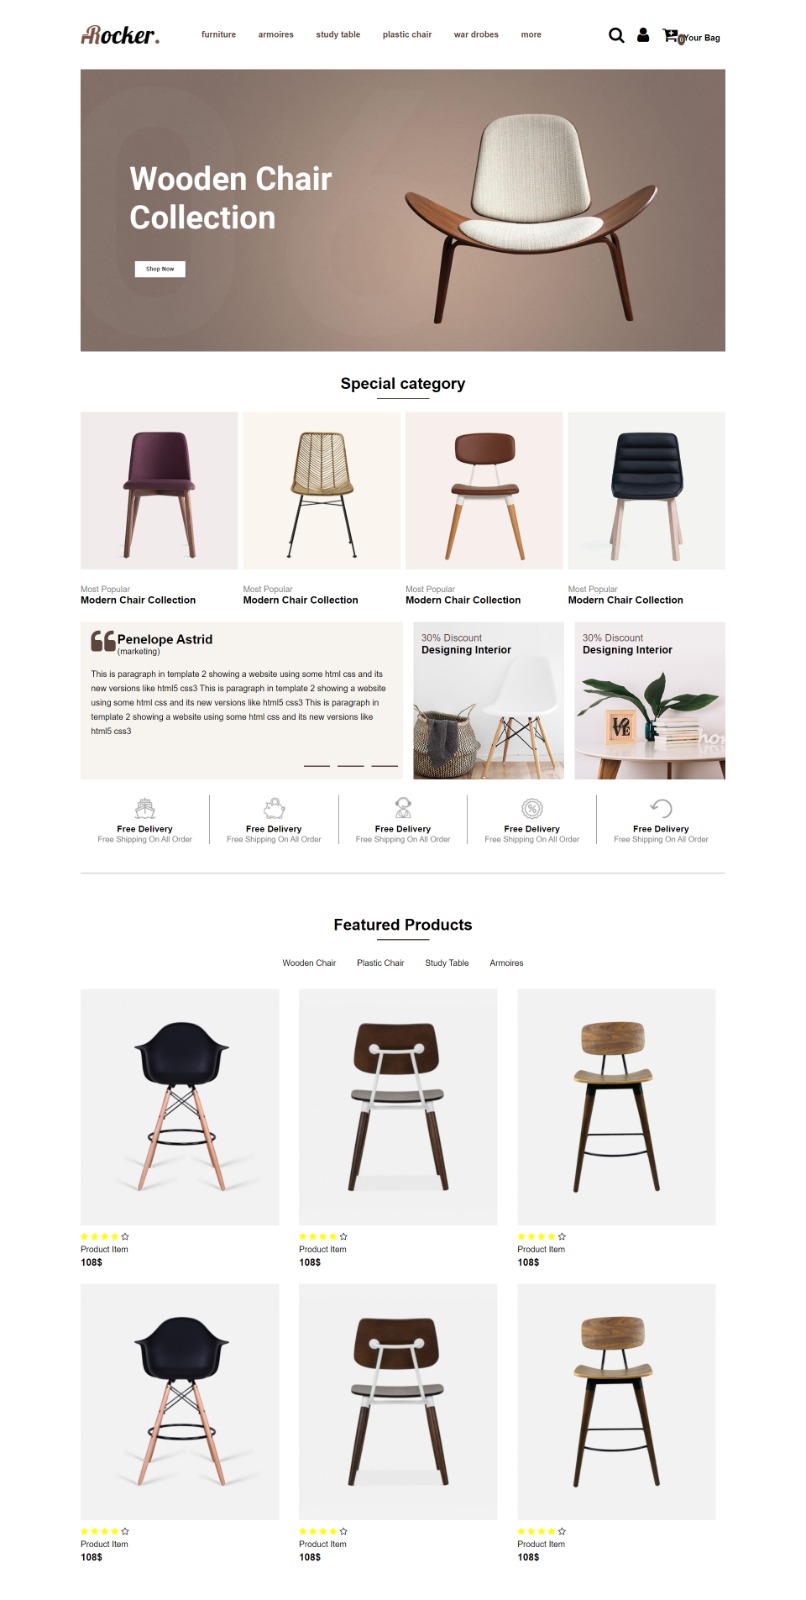 Rocker.
furniture armoires study table plastic chair war drobes more
0 Your Bag
Wooden Chair
Collection
Shop Now
Special category
Most Popular
Modern Chair Collection
Most Popular
Modern Chair Collection
Most Popular
Modern Chair Collection
Most Popular
Modern Chair Collection
Penelope Astrid
(marketing)
This is paragraph in template 2 showing a website using some html css and its
new versions like html5 css3 This is paragraph in template 2 showing a website
using some html css and its new versions like html5 css3 This is paragraph in
template 2 showing a website using some html css and its new versions like
html5 css3
30% Discount
Designing Interior
30% Discount
Designing Interior
LOVE
hom
Free Delivery
Free Shipping On All Order
Free Delivery
Free Shipping On All Order
Free Delivery
Free Shipping On All Order
%
Free Delivery
Free Shipping On All Order
Free Delivery
Free Shipping On All Order
Featured Products
Wooden Chair Plastic Chair Study Table Armoires
Product Item
108$
Product Item
108$
Product Item
108$
Product Item
108$
Product Item
108$
Product Item
108$